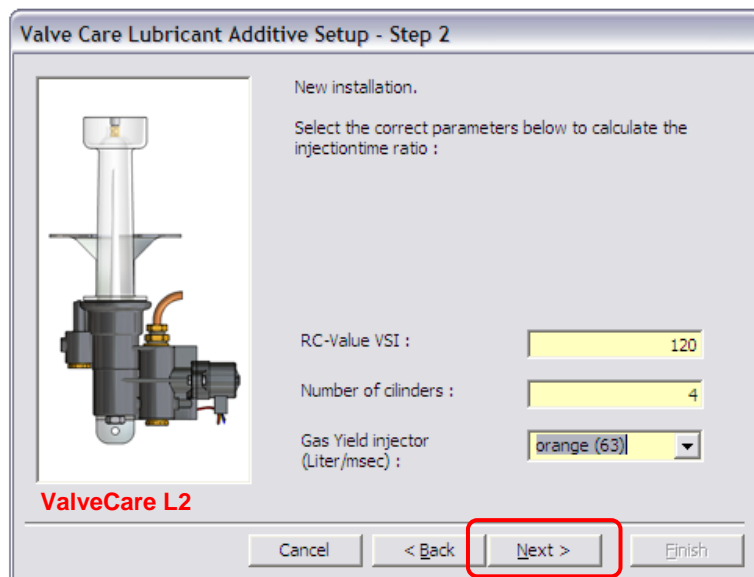 Valve Care Lubricant Additive Setup - Step 2
New installation.
Select the correct parameters below to calculate the
injectiontime ratio :
RC-Value VSI :
120
Number of cilinders :
4
Gas Yield injector
(Liter/msec) :
orange (63)
ValveCare L2
Cancel
< Back
Next >
Finish